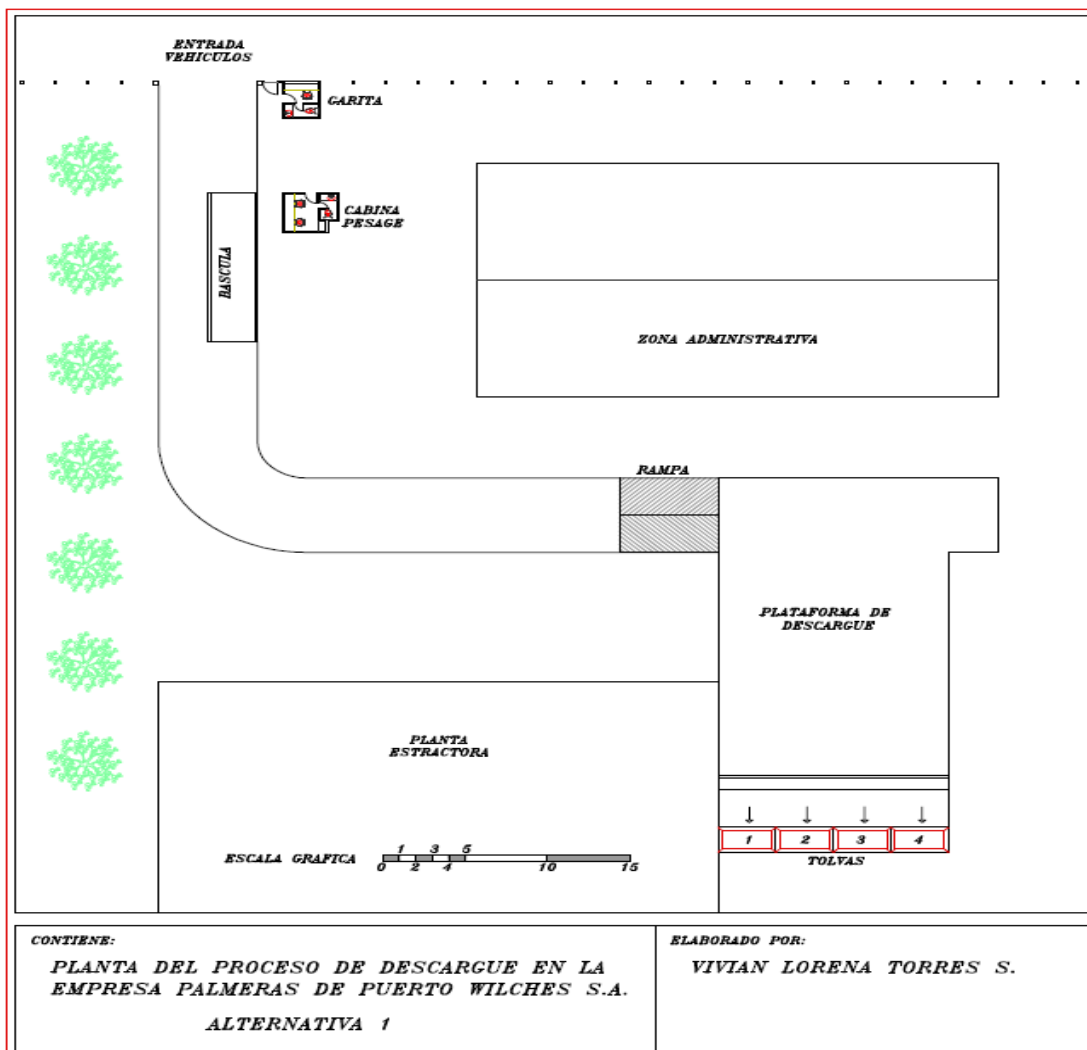 ENTRADA
VEHICULOS
GARITA
CABINA
PESAGE
BASCULA
ZONA ADMINISTRATIVA
RAMPA
PLATAFORMA DE
DESCARGUE
PLANTA
ESTRACTORA
1 2 3 4
TOLVAS
ESCALA GRAFICA
1 3 5
0 2 4 10 15
CONTIENE:
PLANTA DEL PROCESO DE DESCARGUE EN LA
EMPRESA PALMERAS DE PUERTO WILCHES S.A.
ALTERNATIVA 1
ELABORADO POR:
VIVIAN LORENA TORRES S.